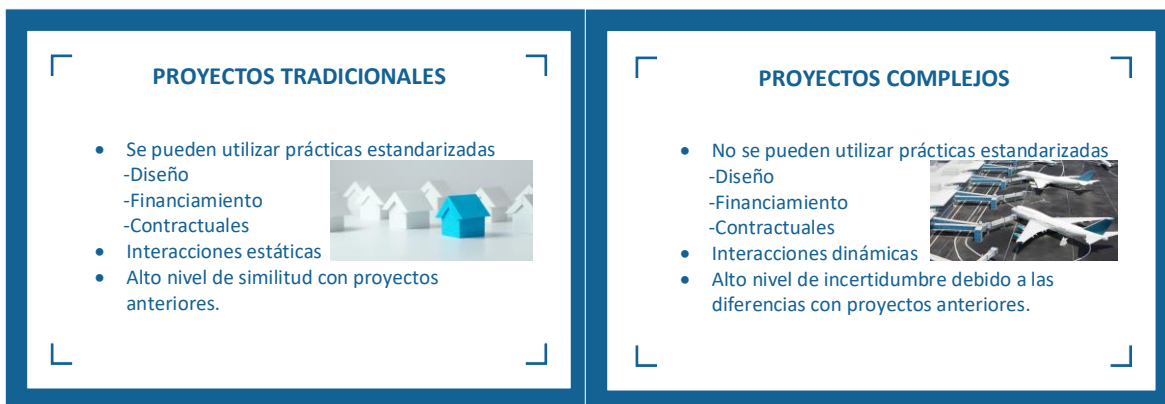 PROYECTOS TRADICIONALES
• Se pueden utilizar prácticas estandarizadas
-Diseño
-Financiamiento
-Contractuales
• Interacciones estáticas
• Alto nivel de similitud con proyectos
anteriores.
PROYECTOS COMPLEJOS
• No se pueden utilizar prácticas estandarizadas
-Diseño
-Financiamiento
-Contractuales
• Interacciones dinámicas
• Alto nivel de incertidumbre debido a las
diferencias con proyectos anteriores.